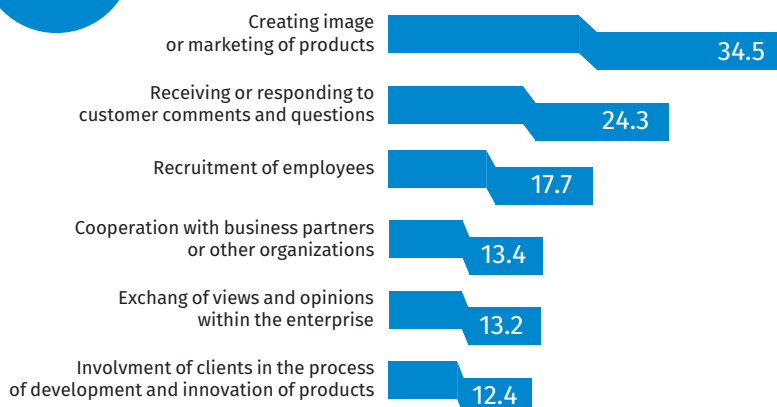 Creating image
or marketing of products
34.5
Receiving or responding to
customer comments and questions
24.3
Recruitment of employees
17.7
Cooperation with business partners
or other organizations
13.4
Exchang of views and opinions
within the enterprise
13.2
Involvment of clients in the process
of development and innovation of products
12.4